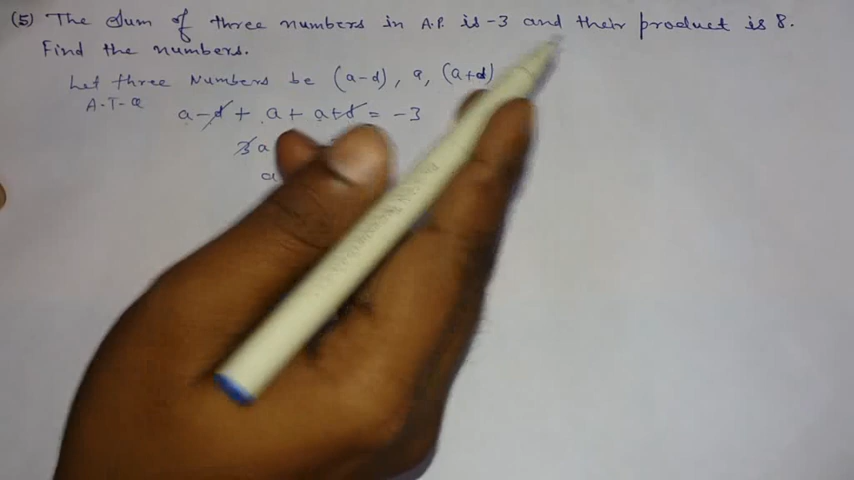 (5) The Sum of three numbers in A.P. is -3 and their product is 8.
Find the numbers.
Let three Numbers be (a-d), a, (a+d)
A-T-Q
a-d + a + a+d = -3
3a
a